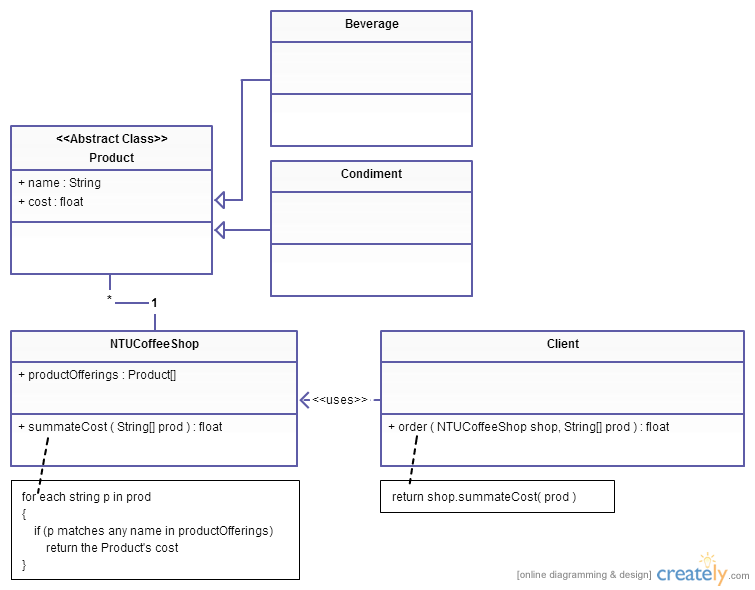 Beverage
<<Abstract Class>>
Product
+ name : String
+ cost : float
Condiment
* 1
NTUCoffeeShop
+ productOfferings : Product[]
+ summateCost ( String[] prod ) : float
<<uses>>
Client
+ order ( NTUCoffeeShop shop, String[] prod ) : float
for each string p in prod
{
if (p matches any name in productOfferings)
return the Product's cost
}
return shop.summateCost( prod )
[online diagramming & design] creately.com